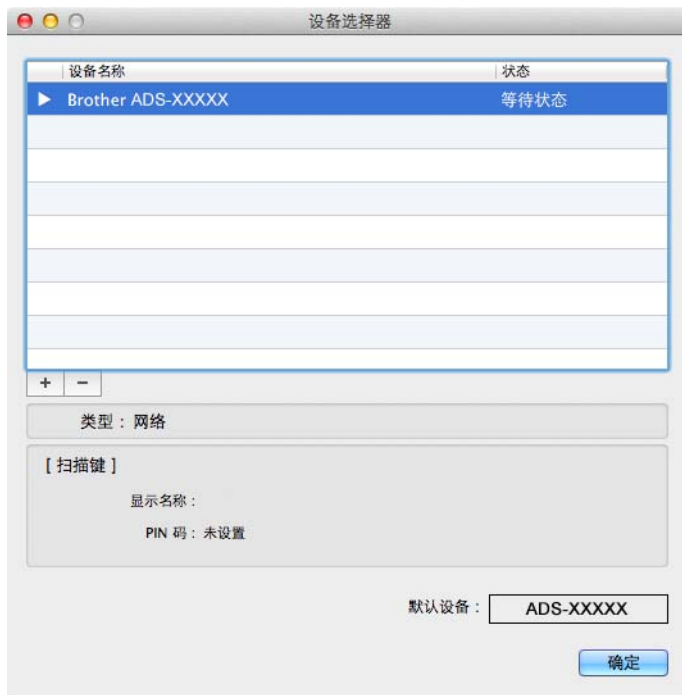 设备选择器
设备名称 状态
Brother ADS-XXXXX 等待状态
+ −
类型：网络
[ 扫描键 ]
显示名称：
PIN 码：未设置
默认设备： ADS-XXXXX
确定